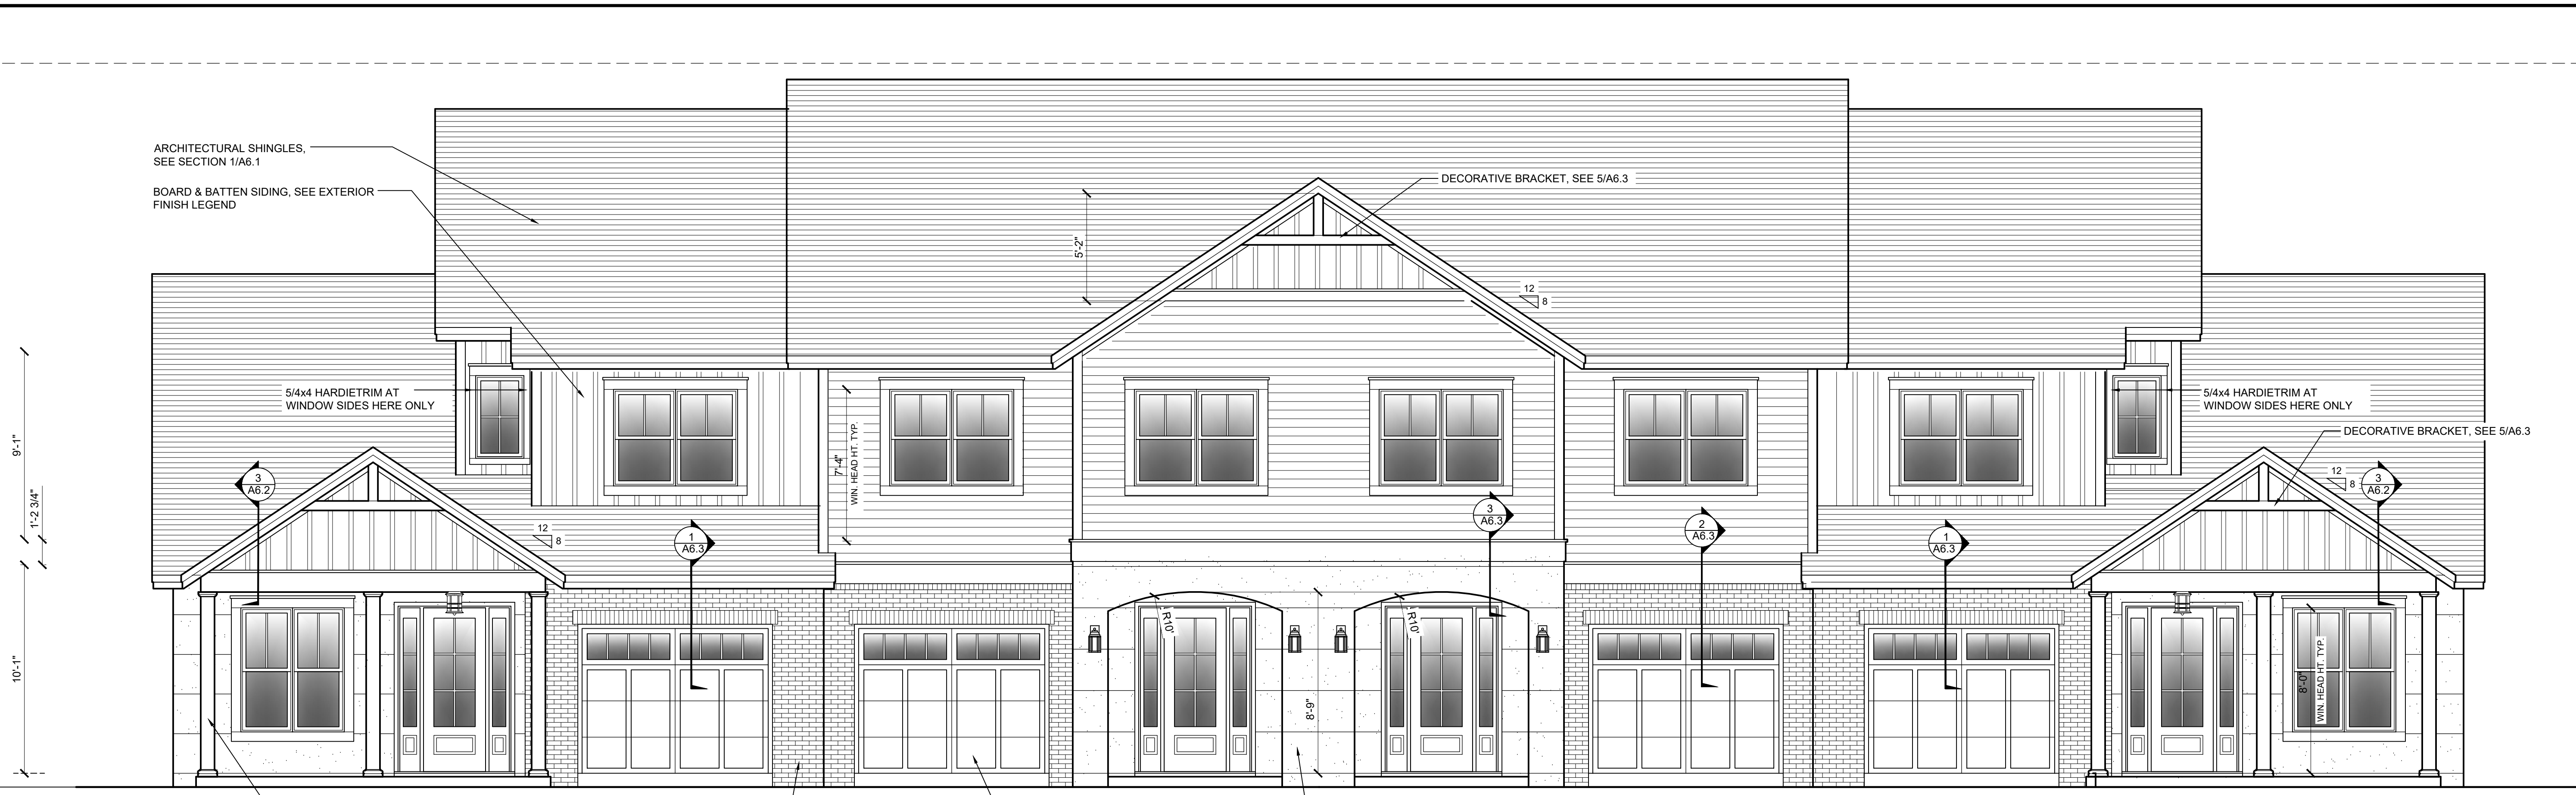 ARCHITECTURAL SHINGLES,
SEE SECTION 1/A6.1
BOARD & BATTEN SIDING, SEE EXTERIOR
FINISH LEGEND
DECORATIVE BRACKET, SEE 5/A6.3
5'-2"
12
8
5/4x4 HARDIETRIM AT
WINDOW SIDES HERE ONLY
5/4x4 HARDIETRIM AT
WINDOW SIDES HERE ONLY
DECORATIVE BRACKET, SEE 5/A6.3
9'-1"
1'-2 3/4"
10'-1"
7'-4"
WIN. HEAD HT. TYP.
3
A6.2
12
8
1
A6.3
3
A6.3
2
A6.3
1
A6.3
12
8
3
A6.2
R10'
R10'
8'-9"
8'-0"
WIN. HEAD HT. TYP.